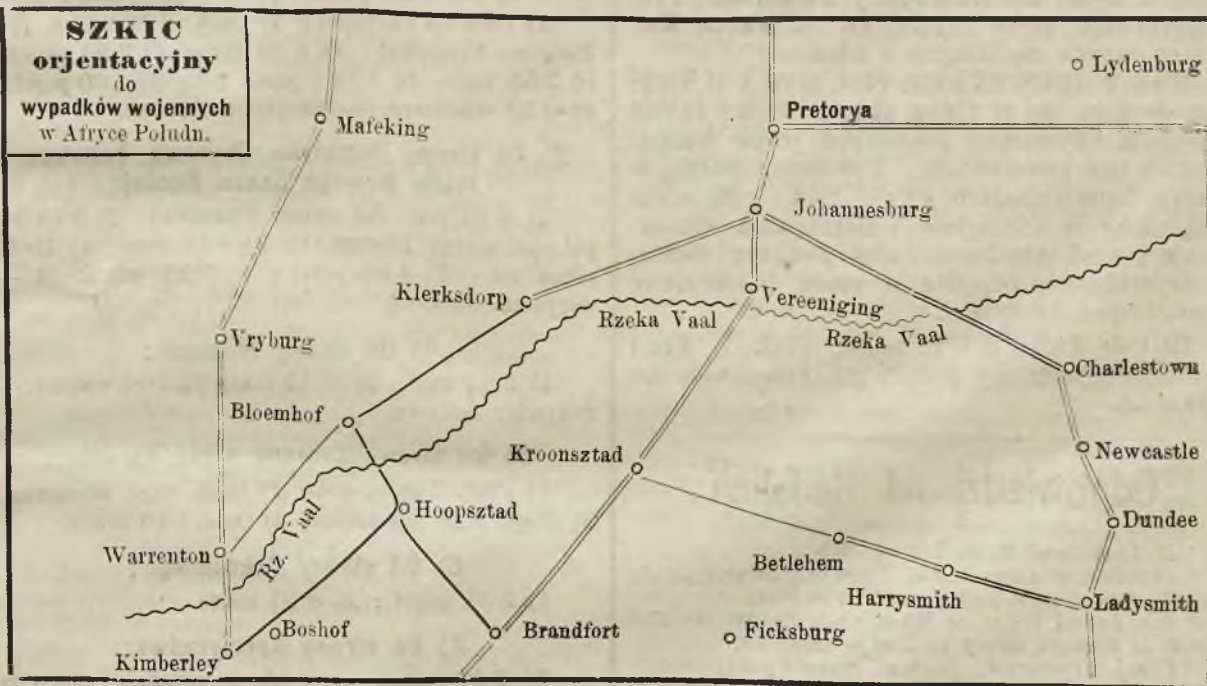 SZKIC
orjentacyjny
do
wypadków wojennych
w Afryce Południ.
Lydenburg
Mafeking
Pretorya
Johannesburg
Klerksdorp
Vereeniging
Rzeka Vaal
Rzeka Vaal
Vryburg
Charlestown
Bloemhof
Kroonsztad
Newcastle
Hoopsztad
Rz. Vaal
Dundee
Warrenton
Betlehem
Harrysmith
Ladysmith
Boshof
Brandfort
Ficksburg
Kimberley